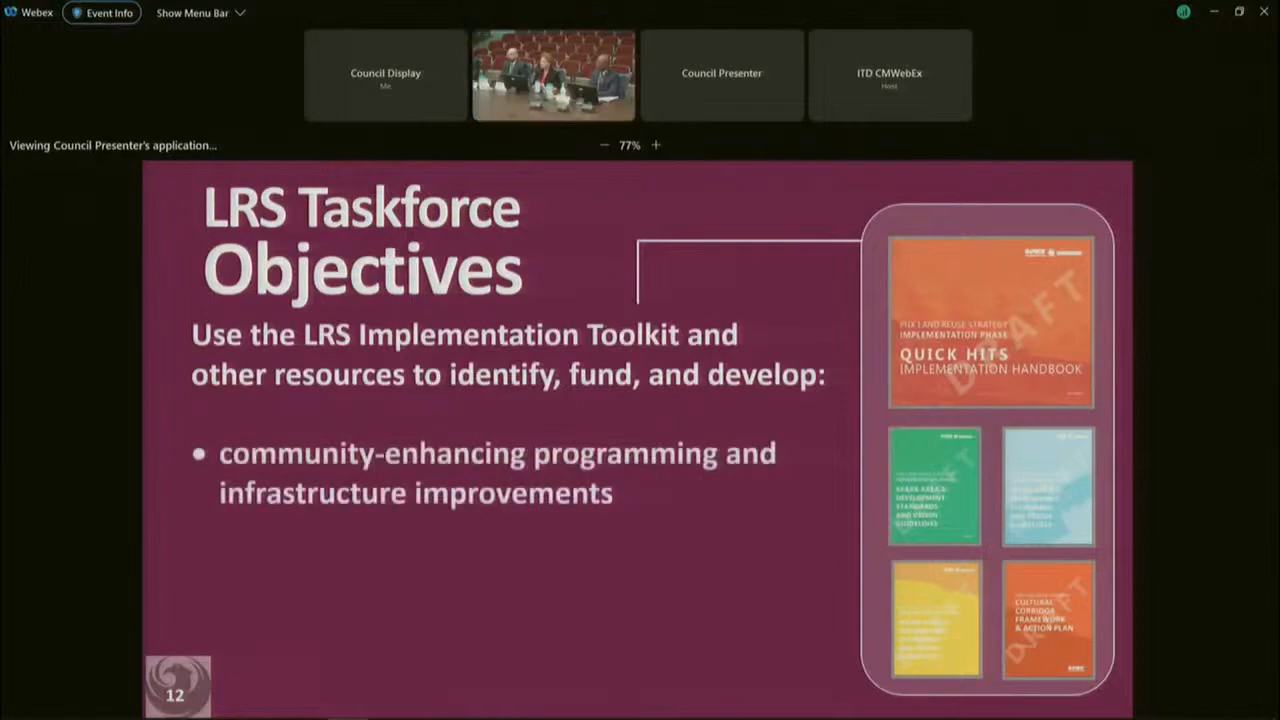 Webex
Event Info
Show Menu Bar
Council Display
Me
Council Presenter
ITD CMWebEx
Host
Viewing Council Presenter's application...
77%
LRS Taskforce
Objectives
Use the LRS Implementation Toolkit and
other resources to identify, fund, and develop:
• community-enhancing programming and
infrastructure improvements
PHX LAND REUSE STRATEGY
IMPLEMENTATION PHASE
QUICK HITS
IMPLEMENTATION HANDBOOK
DRAFT
DEVELOPMENT
STANDARDS
AND VISION
GUIDELINES
CULTURAL
CORRIDOR
FRAMEWORK
& ACTION PLAN
DRAFT
12